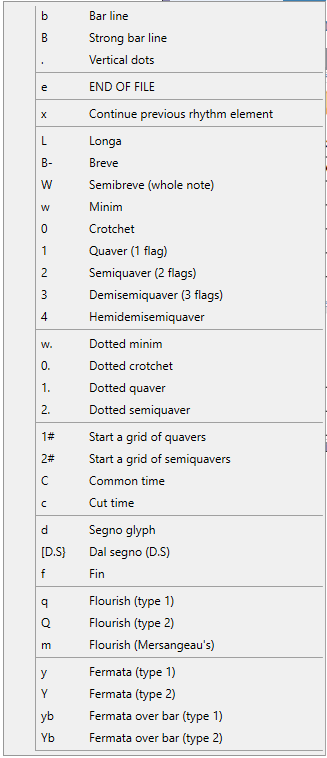 b Bar line
B Strong bar line
. Vertical dots
e END OF FILE
x Continue previous rhythm element
L Longa
B- Breve
W Semibreve (whole note)
w Minim
0 Crotchet
1 Quaver (1 flag)
2 Semiquaver (2 flags)
3 Demisemiquaver (3 flags)
4 Hemidemisemiquaver
w. Dotted minim
0. Dotted crotchet
1. Dotted quaver
2. Dotted semiquaver
1# Start a grid of quavers
2# Start a grid of semiquavers
C Common time
c Cut time
d Segno glyph
[D.S} Dal segno (D.S)
f Fin
q Flourish (type 1)
Q Flourish (type 2)
m Flourish (Mersangeau's)
y Fermata (type 1)
Y Fermata (type 2)
yb Fermata over bar (type 1)
Yb Fermata over bar (type 2)